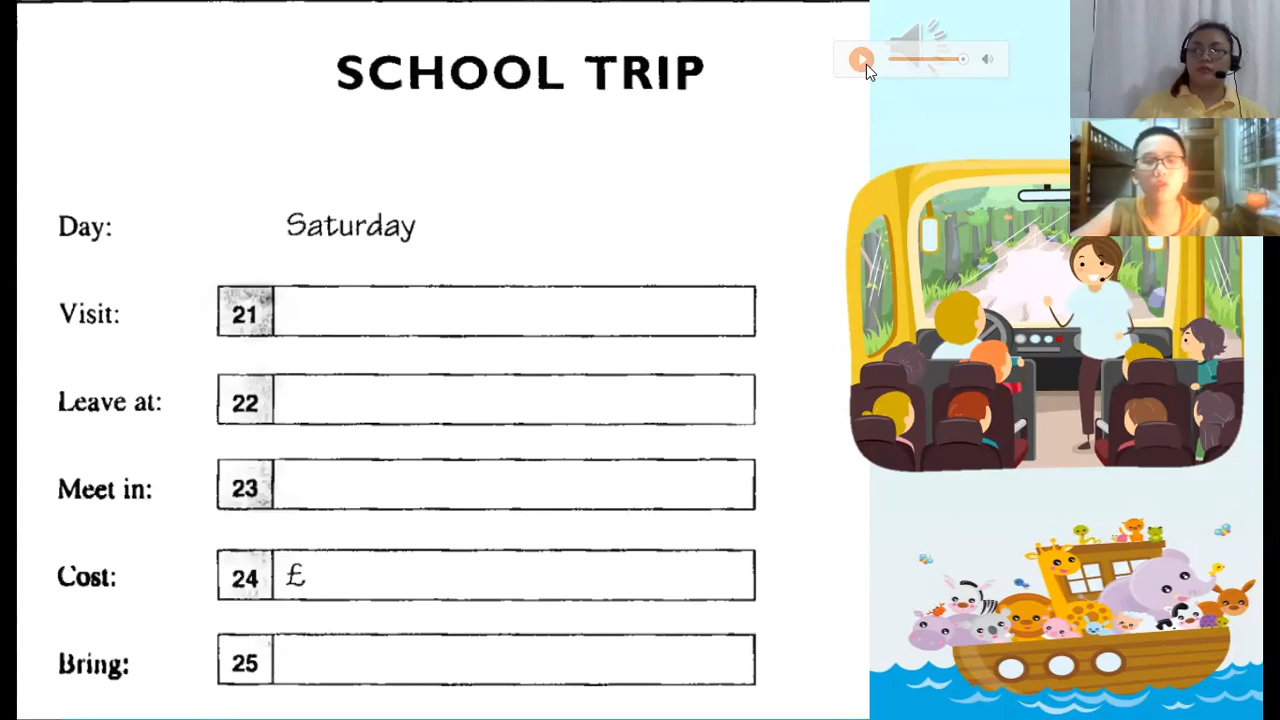 SCHOOL TRIP
Day: Saturday
Visit: 21
Leave at: 22
Meet in: 23
Cost: 24 £
Bring: 25